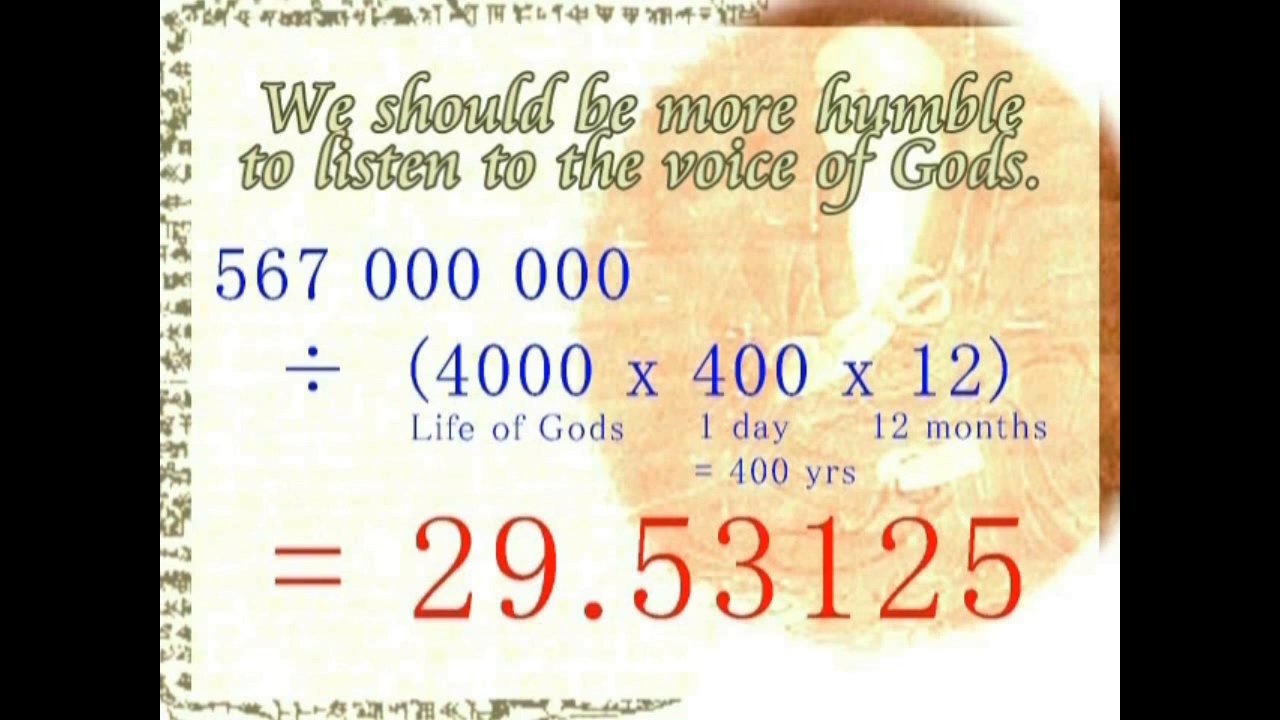 We should be more humble
to listen to the voice of Gods.
567 000 000
÷ (4000 x 400 x 12)
Life of Gods 1 day 12 months
= 400 yrs
= 29.53125